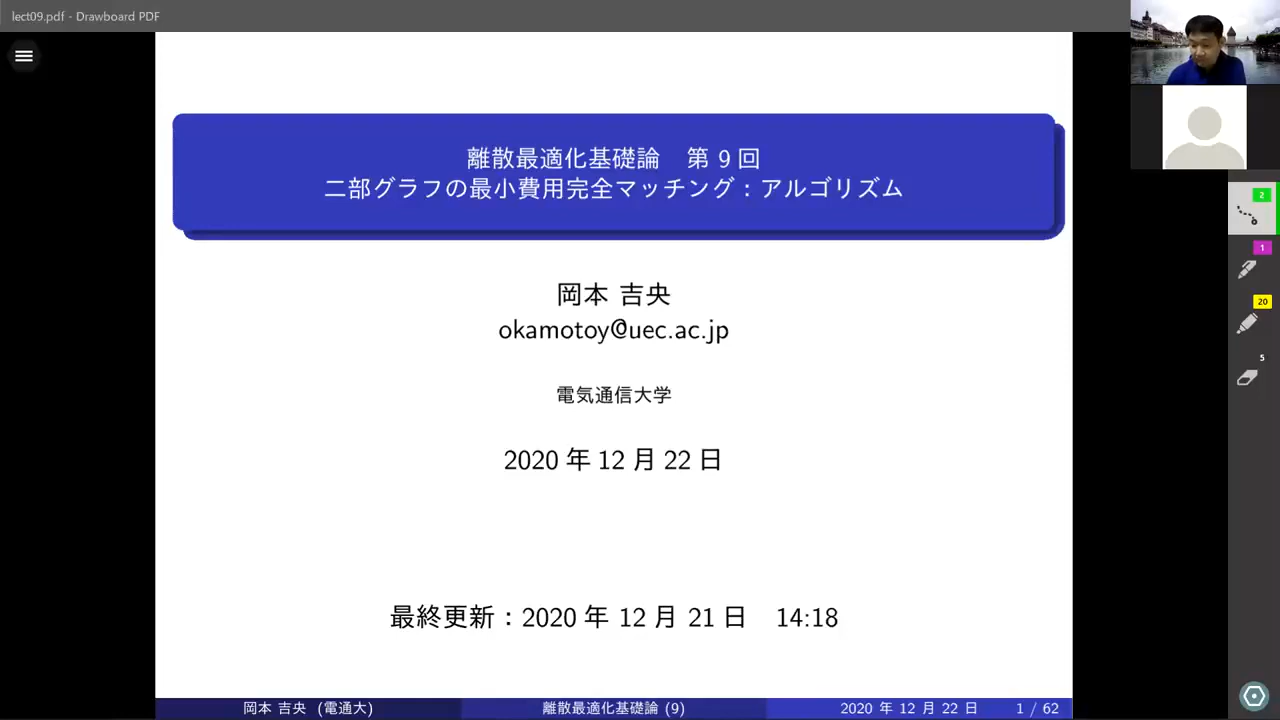 lect09.pdf - Drawboard PDF
離散最適化基礎論　第 9 回
二部グラフの最小費用完全マッチング：アルゴリズム
岡本 吉央
okamotoy@uec.ac.jp
電気通信大学
2020 年 12 月 22 日
最終更新：2020 年 12 月 21 日　14:18
岡本 吉央 (電通大)
離散最適化基礎論 (9)
2020 年 12 月 22 日
1 / 62
2
1
20
5